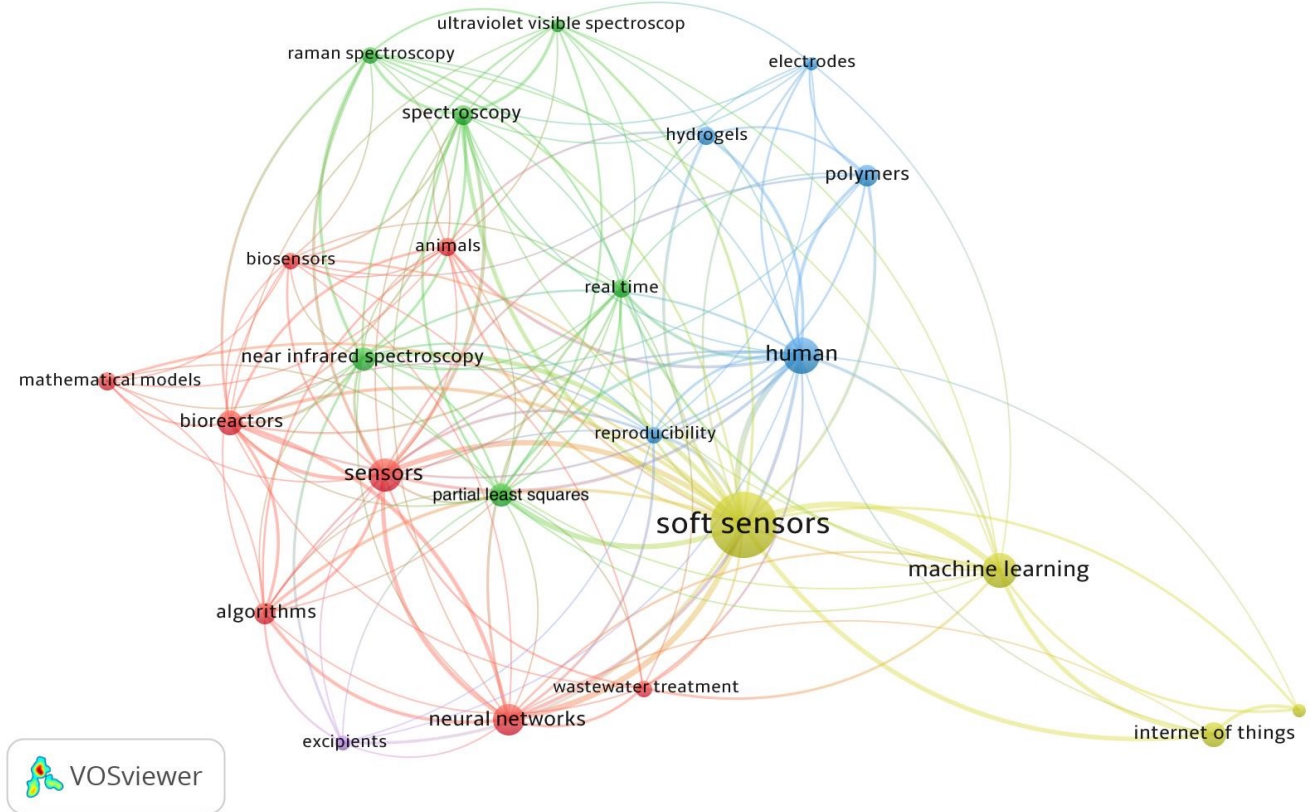 ultraviolet visible spectroscop
raman spectroscopy
electrodes
spectroscopy
hydrogels
polymers
animals
biosensors
real time
near infrared spectroscopy
human
mathematical models
bioreactors
reproducibility
sensors
partial least squares
soft sensors
machine learning
algorithms
wastewater treatment
neural networks
internet of things
excipients
VOSviewer